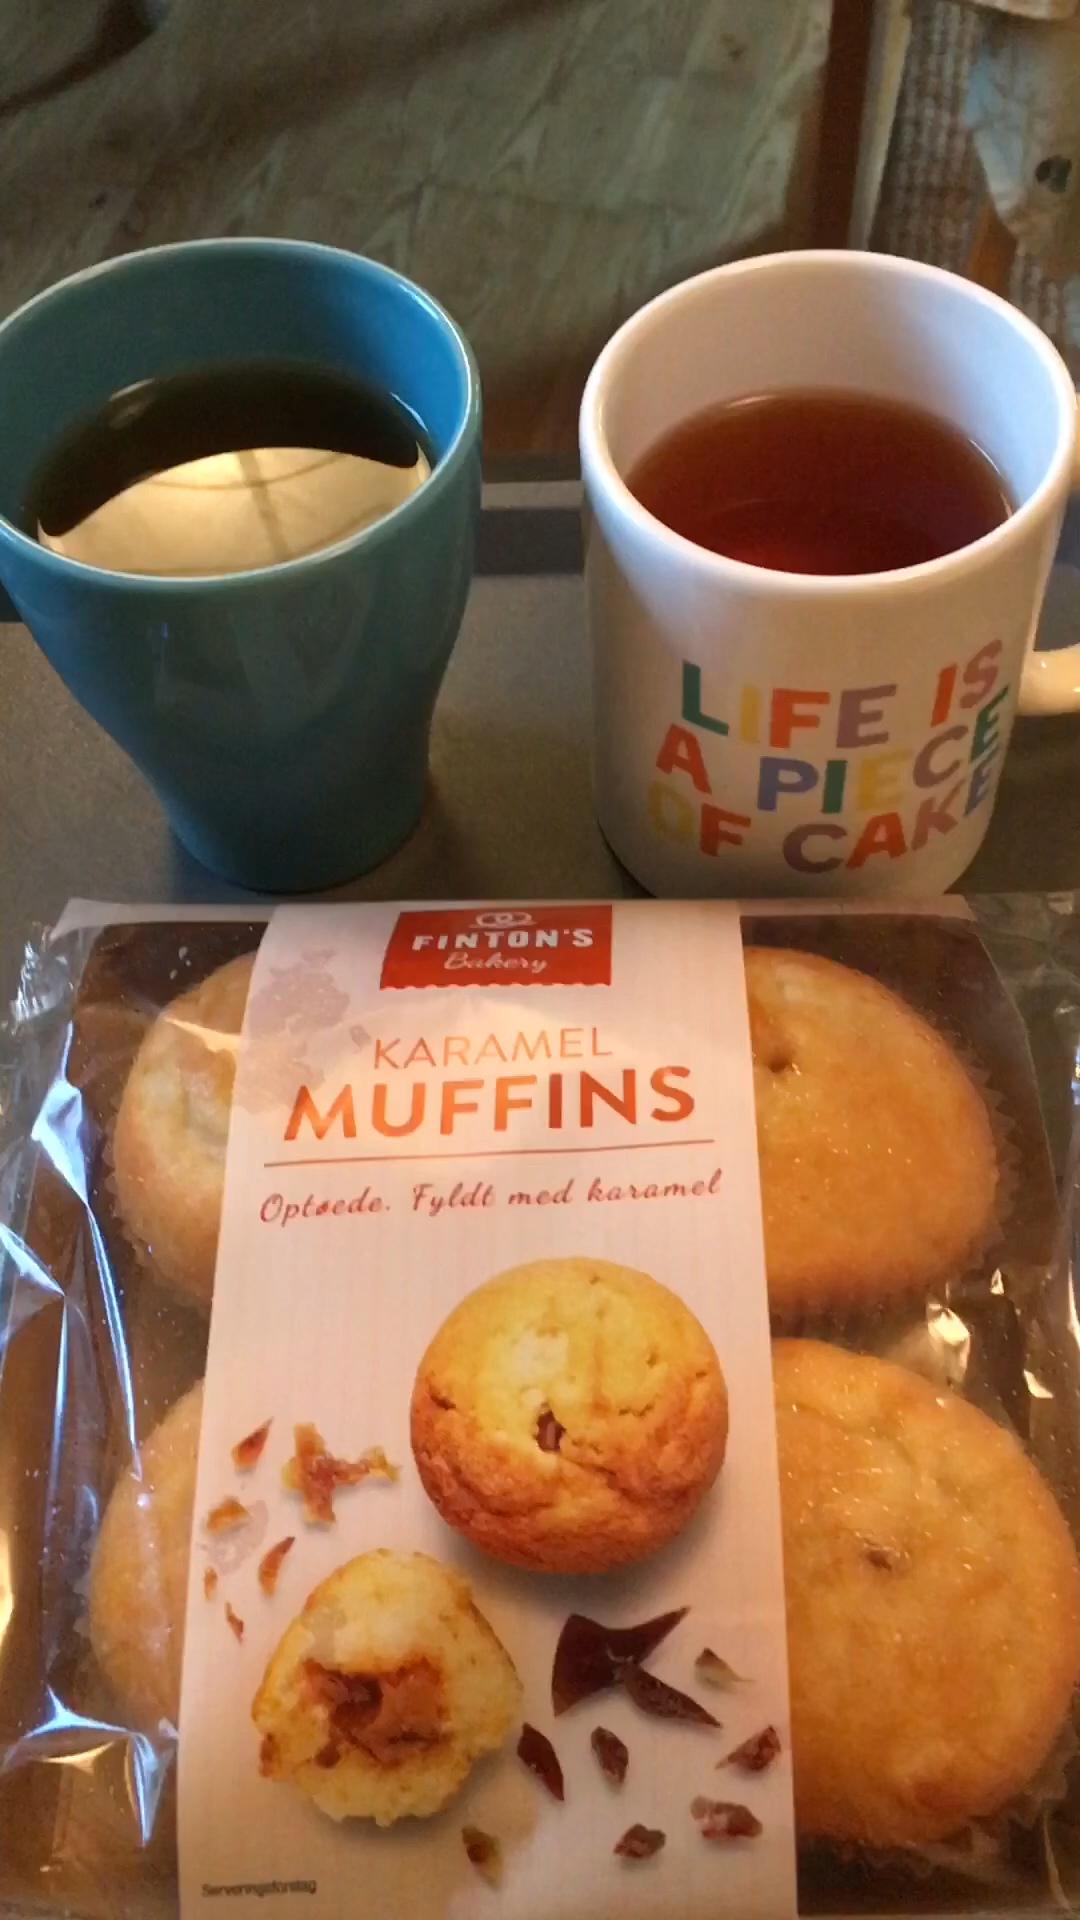 LIFE IS
A PIECE
OF CAKE
FINTON'S
Bakery
KARAMEL
MUFFINS
Optøede. Fyldt med karamel
Serveringsforslag